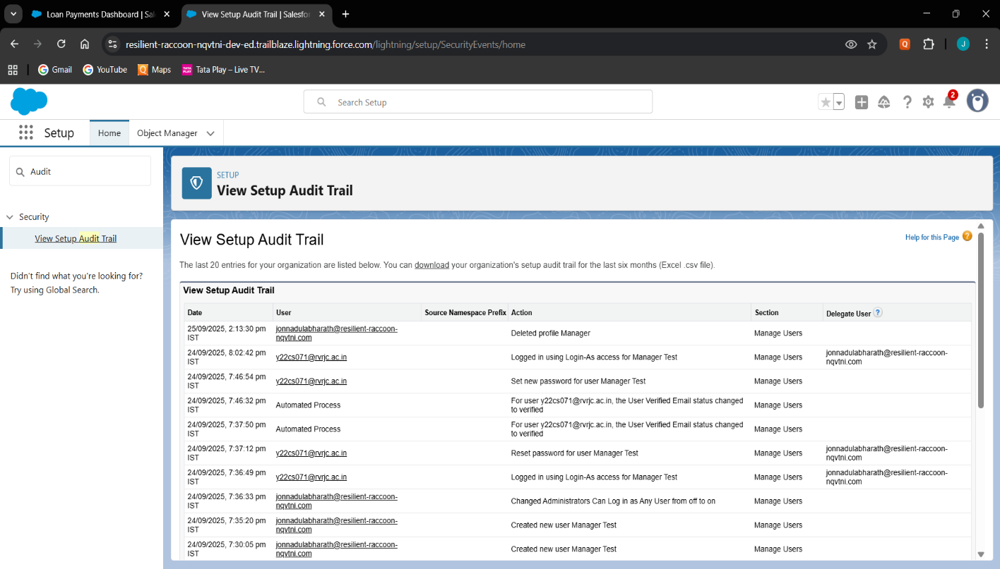 Loan Payments Dashboard | Sal
View Setup Audit Trail | Salesfor
resilient-raccoon-nqvtni-dev-ed.trailblaze.lightning.force.com/lightning/setup/SecurityEvents/home
Q
J
Gmail
YouTube
Maps
TATA PLAY
Tata Play – Live TV...
Search Setup
2
Setup
Home
Object Manager
Audit
Security
View Setup Audit Trail
Didn't find what you're looking for?
Try using Global Search.
SETUP
View Setup Audit Trail
View Setup Audit Trail
Help for this Page ?
The last 20 entries for your organization are listed below. You can download your organization's setup audit trail for the last six months (Excel .csv file).
View Setup Audit Trail
Date User Source Namespace Prefix Action Section Delegate User ?
25/09/2025, 2:13:30 pm IST jonnadulabharath@resilient-raccoon-nqvtni.com Deleted profile Manager Manage Users
24/09/2025, 8:02:42 pm IST y22cs071@rvrjc.ac.in Logged in using Login-As access for Manager Test Manage Users jonnadulabharath@resilient-raccoon-nqvtni.com
24/09/2025, 7:46:54 pm IST y22cs071@rvrjc.ac.in Set new password for user Manager Test Manage Users
24/09/2025, 7:46:32 pm IST Automated Process For user y22cs071@rvrjc.ac.in, the User Verified Email status changed to verified Manage Users
24/09/2025, 7:37:50 pm IST Automated Process For user y22cs071@rvrjc.ac.in, the User Verified Email status changed to verified Manage Users
24/09/2025, 7:37:12 pm IST y22cs071@rvrjc.ac.in Reset password for user Manager Test Manage Users jonnadulabharath@resilient-raccoon-nqvtni.com
24/09/2025, 7:36:49 pm IST y22cs071@rvrjc.ac.in Logged in using Login-As access for Manager Test Manage Users jonnadulabharath@resilient-raccoon-nqvtni.com
24/09/2025, 7:36:33 pm IST jonnadulabharath@resilient-raccoon-nqvtni.com Changed Administrators Can Log in as Any User from off to on Manage Users
24/09/2025, 7:35:20 pm IST jonnadulabharath@resilient-raccoon-nqvtni.com Created new user Manager Test Manage Users
24/09/2025, 7:30:05 pm IST jonnadulabharath@resilient-raccoon-nqvtni.com Created new user Manager Test Manage Users